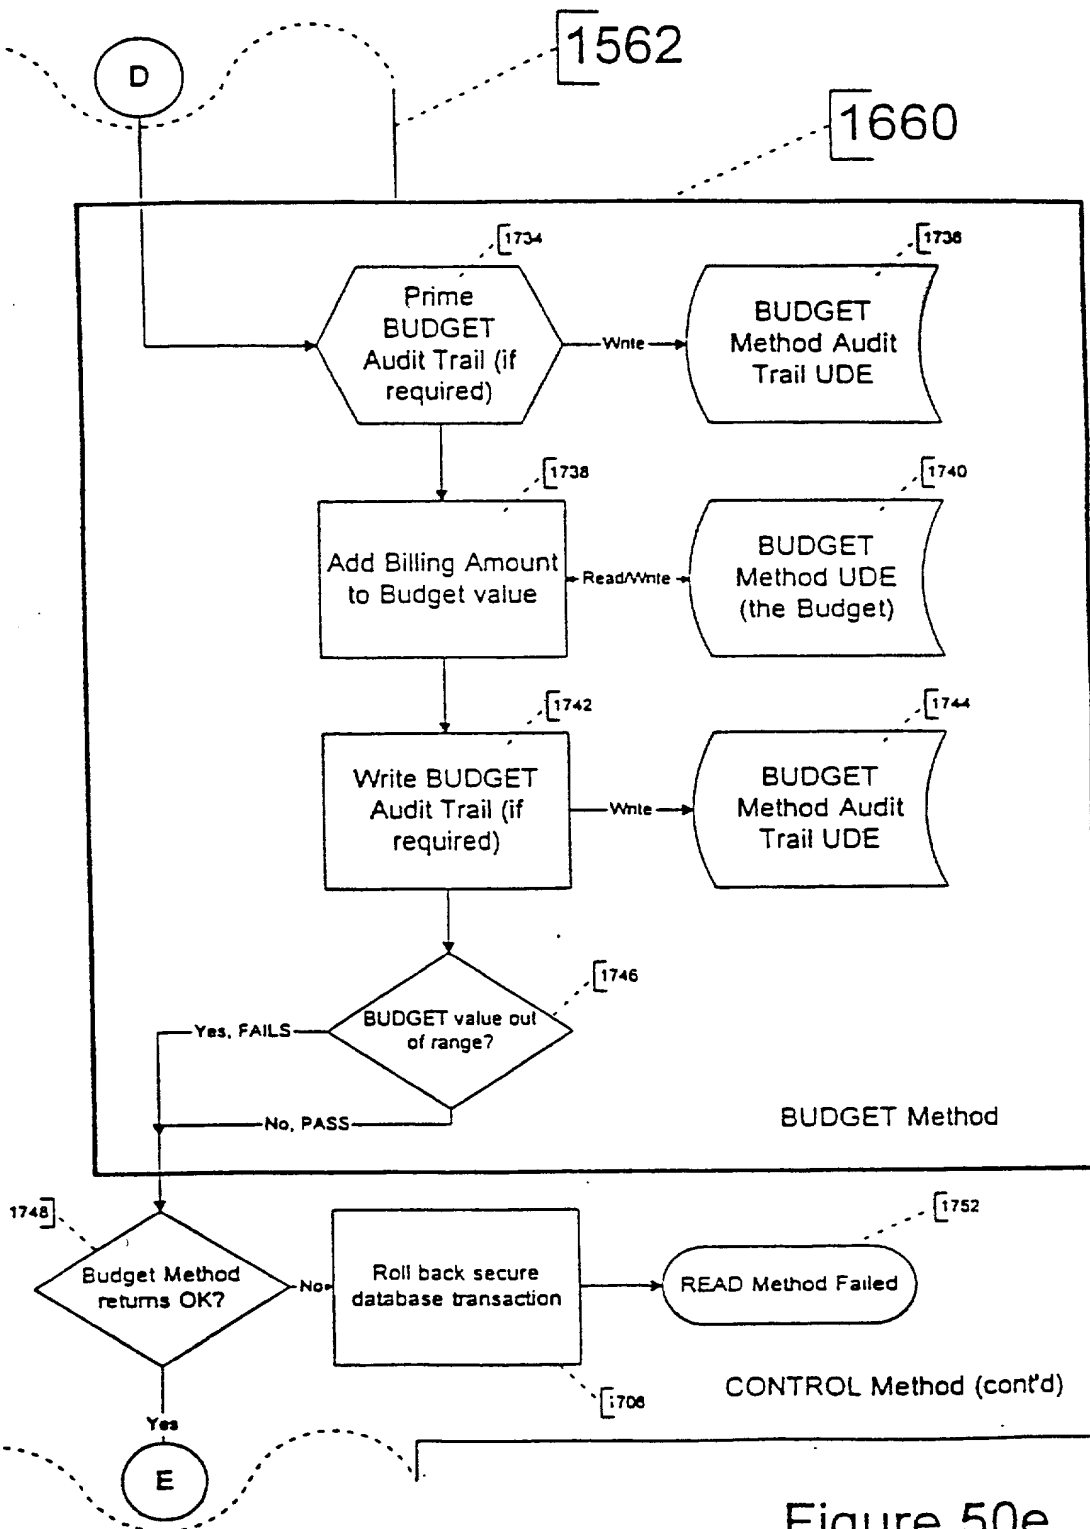 D
1562
1660
1734
Prime
BUDGET
Audit Trail (if
required)
Write
1736
BUDGET
Method Audit
Trail UDE
1738
Add Billing Amount
to Budget value
Read/Write
1740
BUDGET
Method UDE
(the Budget)
1742
Write BUDGET
Audit Trail (if
required)
Write
1744
BUDGET
Method Audit
Trail UDE
1746
BUDGET value out
of range?
Yes, FAILS
No, PASS
BUDGET Method
1748
Budget Method
returns OK?
No
Roll back secure
database transaction
1706
1752
READ Method Failed
CONTROL Method (cont'd)
Yes
E
Figure 50e